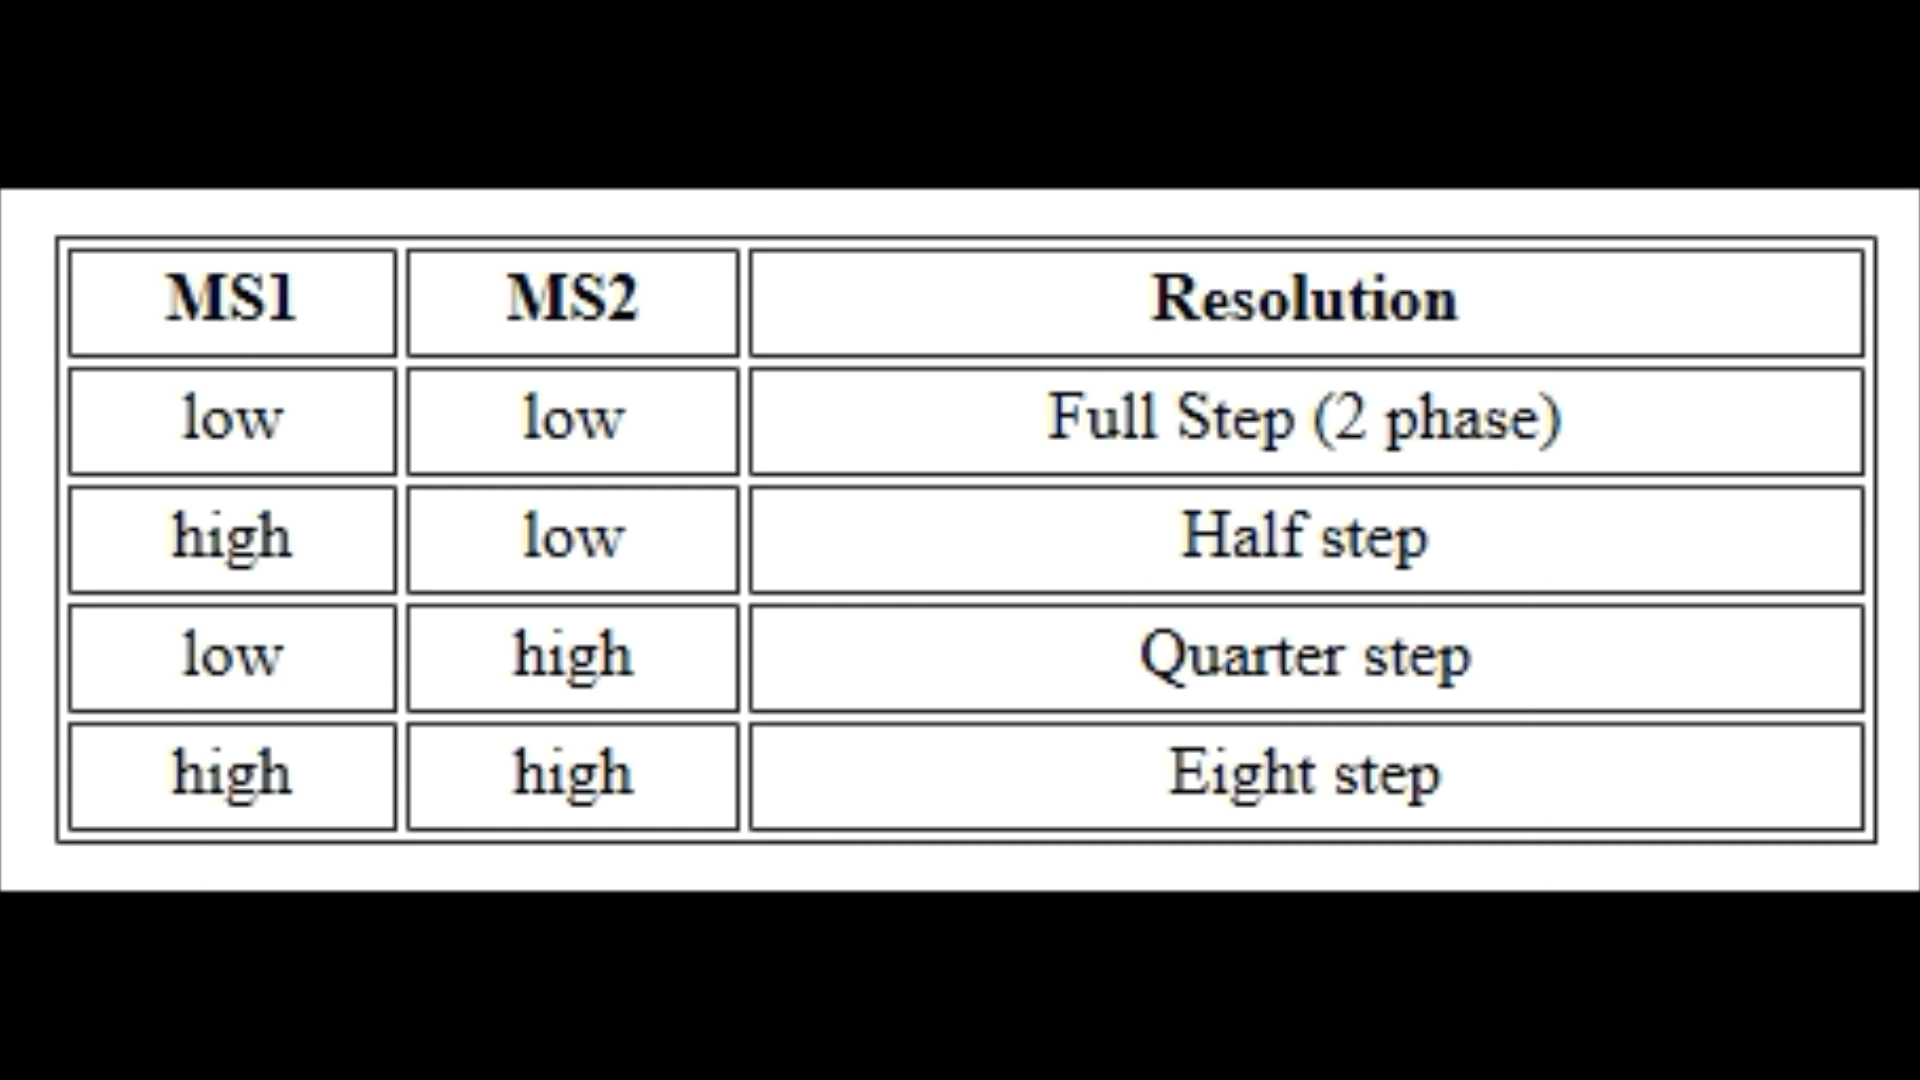 MS1 MS2 Resolution
low low Full Step (2 phase)
high low Half step
low high Quarter step
high high Eight step